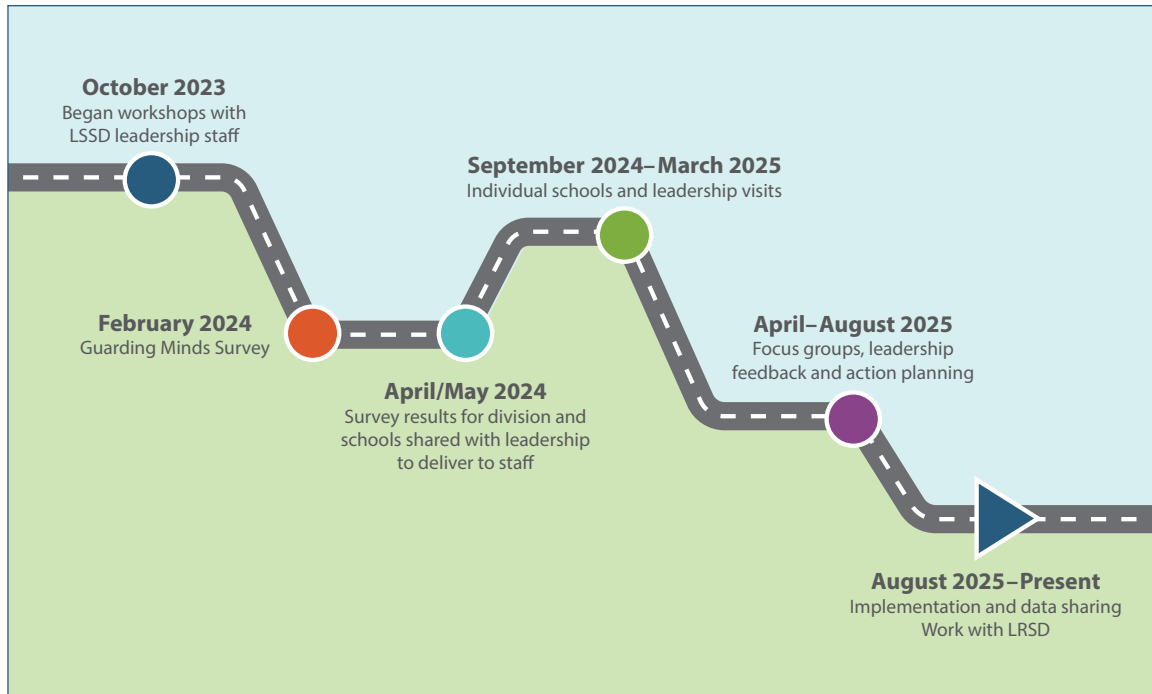 October 2023
Began workshops with
LSSD leadership staff
February 2024
Guarding Minds Survey
April/May 2024
Survey results for division and
schools shared with leadership
to deliver to staff
September 2024–March 2025
Individual schools and leadership visits
April–August 2025
Focus groups, leadership
feedback and action planning
August 2025–Present
Implementation and data sharing
Work with LRSD